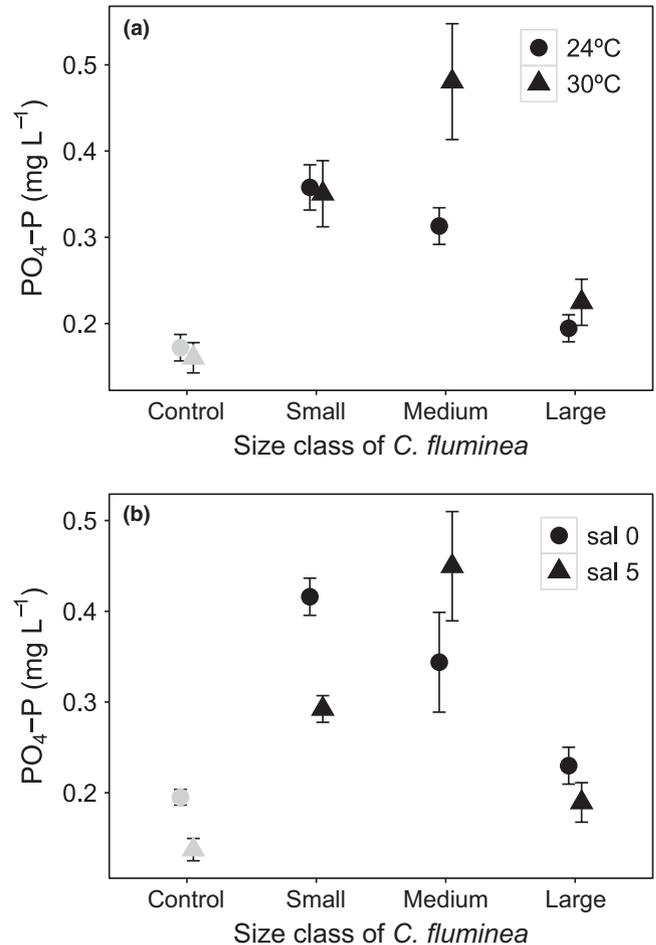 (a)
24ºC
30ºC
0.5
0.4
0.3
0.2
PO₄−P (mg L⁻¹)
Control Small Medium Large
Size class of C. fluminea
(b)
sal 0
sal 5
0.5
0.4
0.3
0.2
PO₄−P (mg L⁻¹)
Control Small Medium Large
Size class of C. fluminea